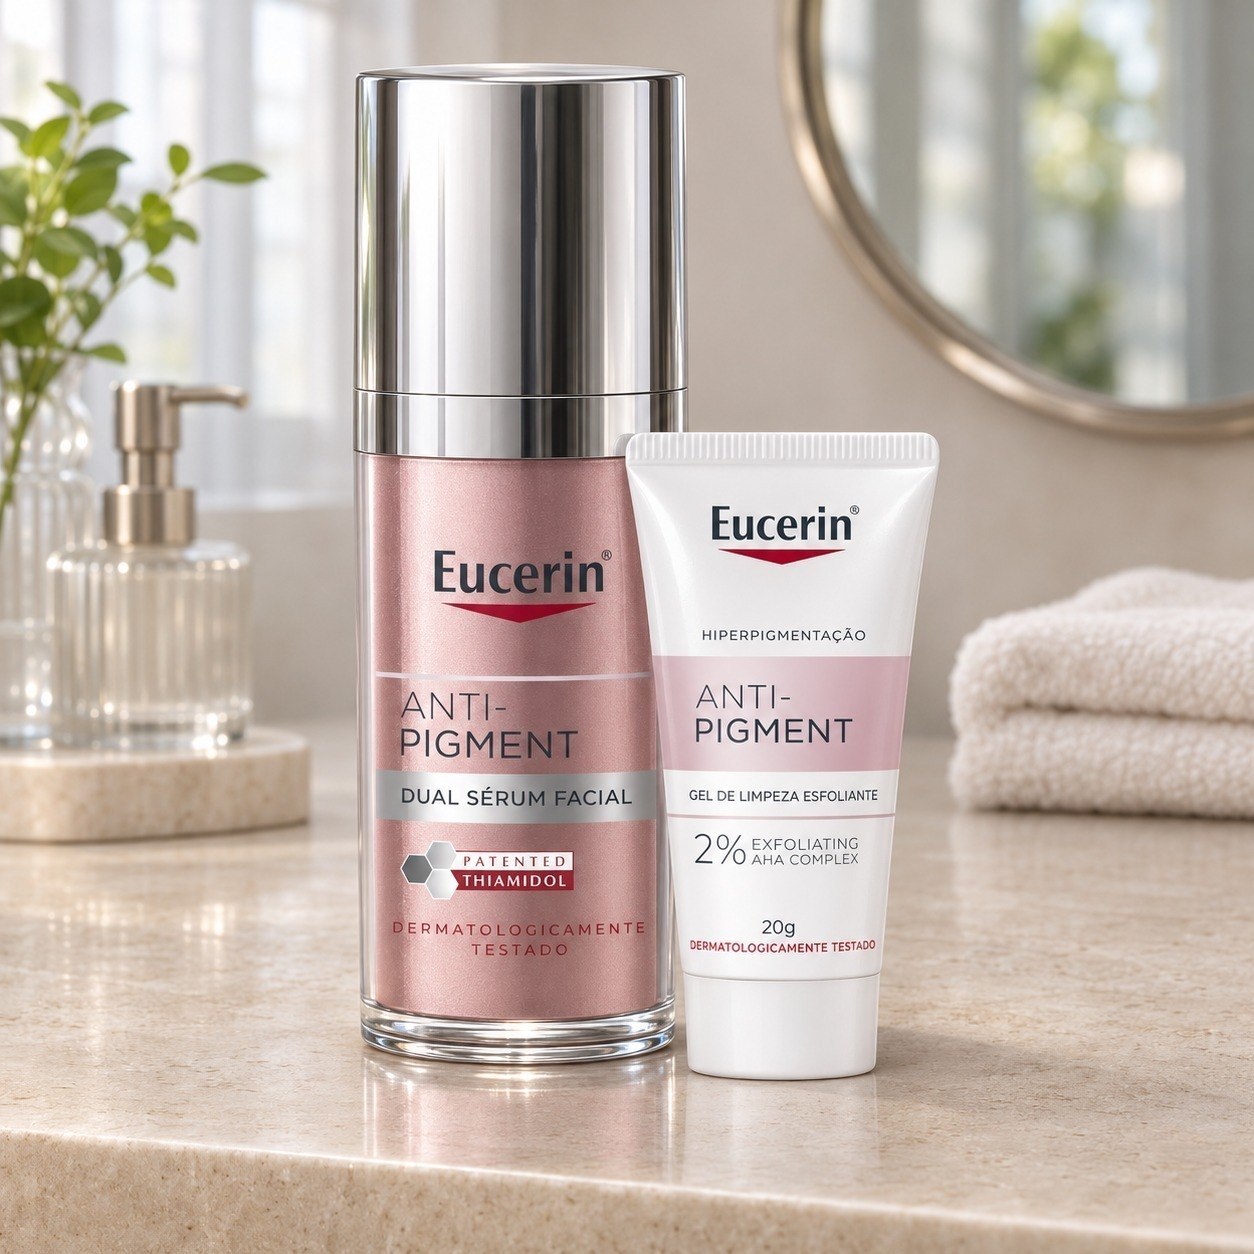 Eucerin®
ANTI-
PIGMENT
DUAL SÉRUM FACIAL
PATENTED
THIAMIDOL
DERMATOLOGICAMENTE
TESTADO
Eucerin®
HIPERPIGMENTAÇÃO
ANTI-
PIGMENT
GEL DE LIMPEZA ESFOLIANTE
2% EXFOLIATING
AHA COMPLEX
20g
DERMATOLOGICAMENTE TESTADO